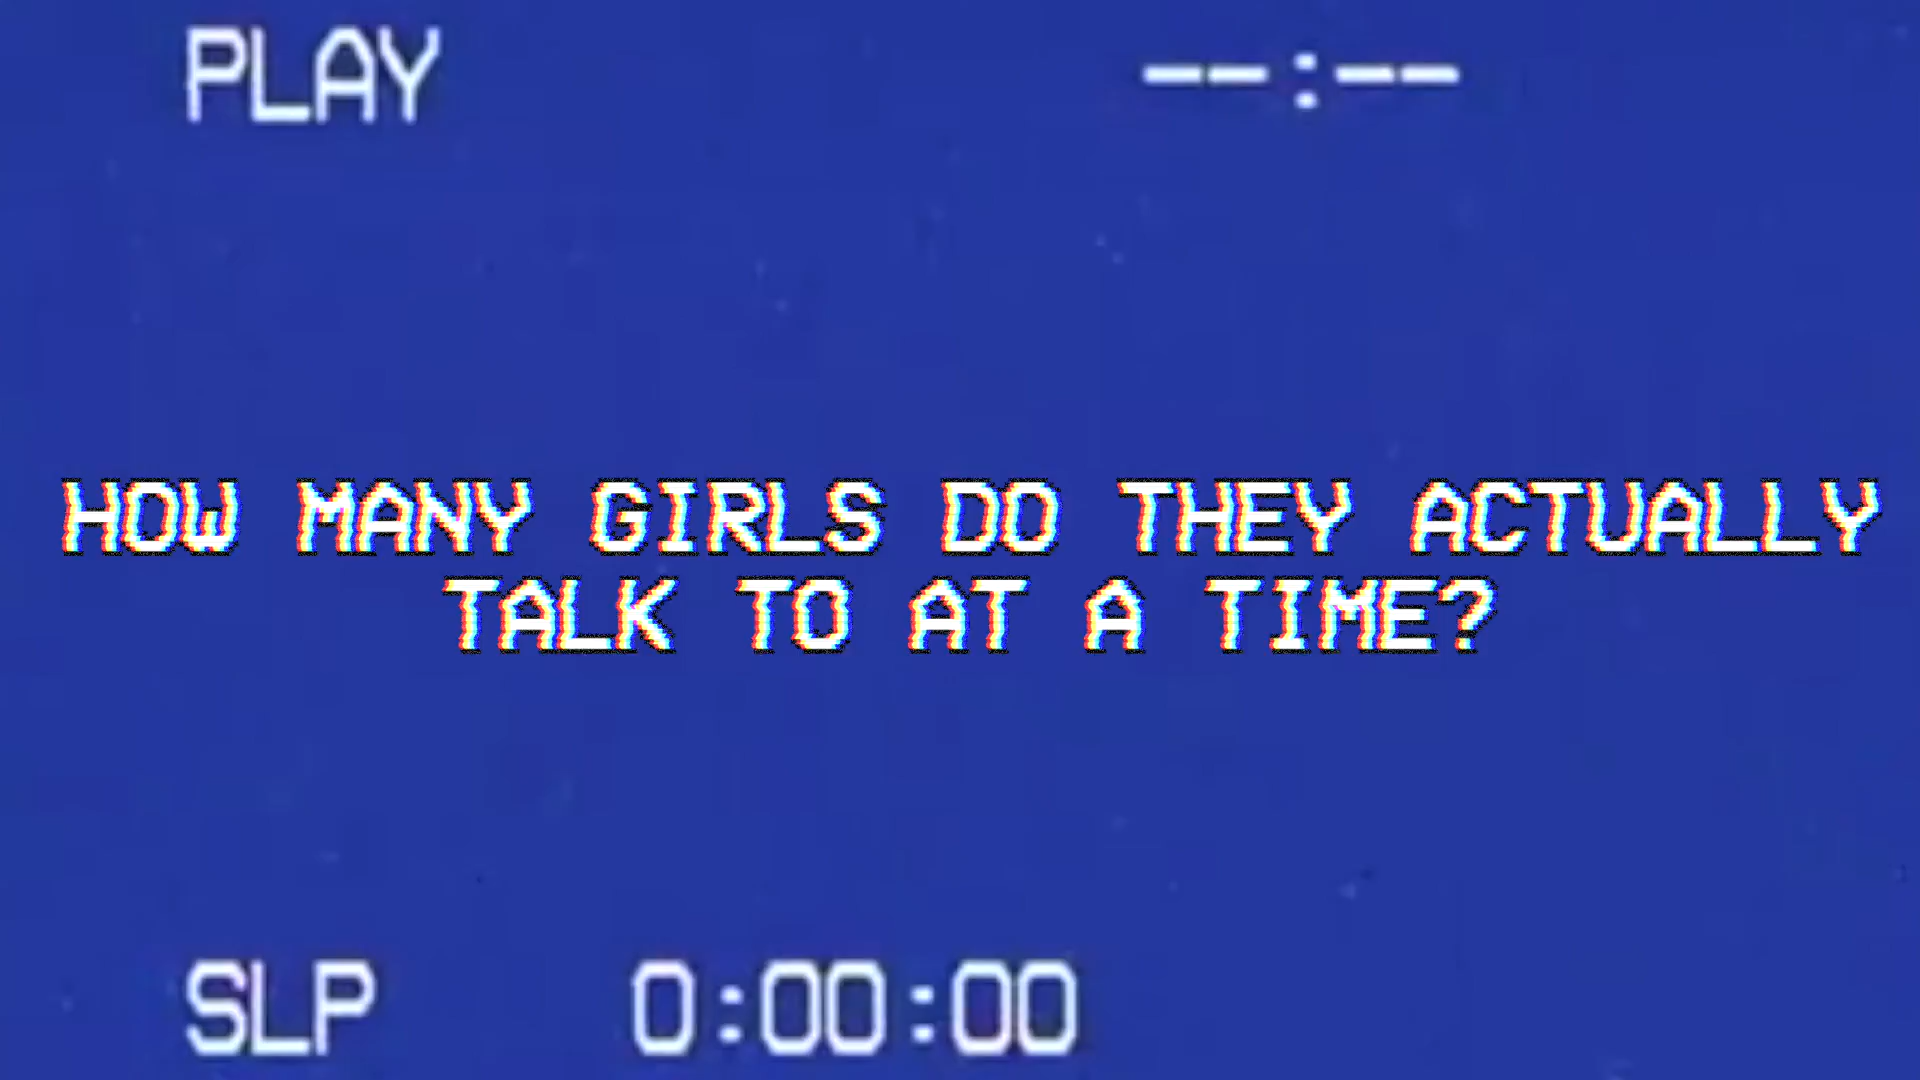 PLAY --:--
HOW MANY GIRLS DO THEY ACTUALLY
TALK TO AT A TIME?
SLP 0:00:00